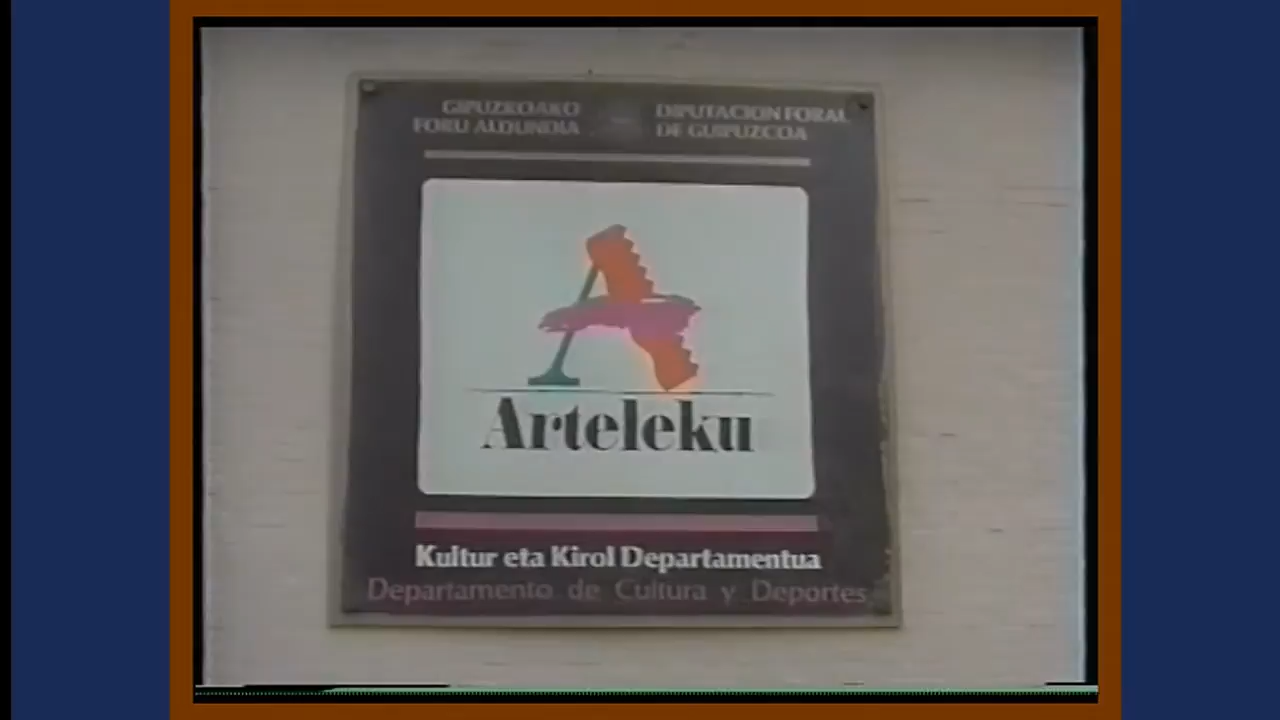 GIPUZKOAKO
FORU ALDUNDIA
DIPUTACION FORAL
DE GUIPUZCOA
Arteleku
Kultur eta Kirol Departamentua
Departamento de Cultura y Deportes